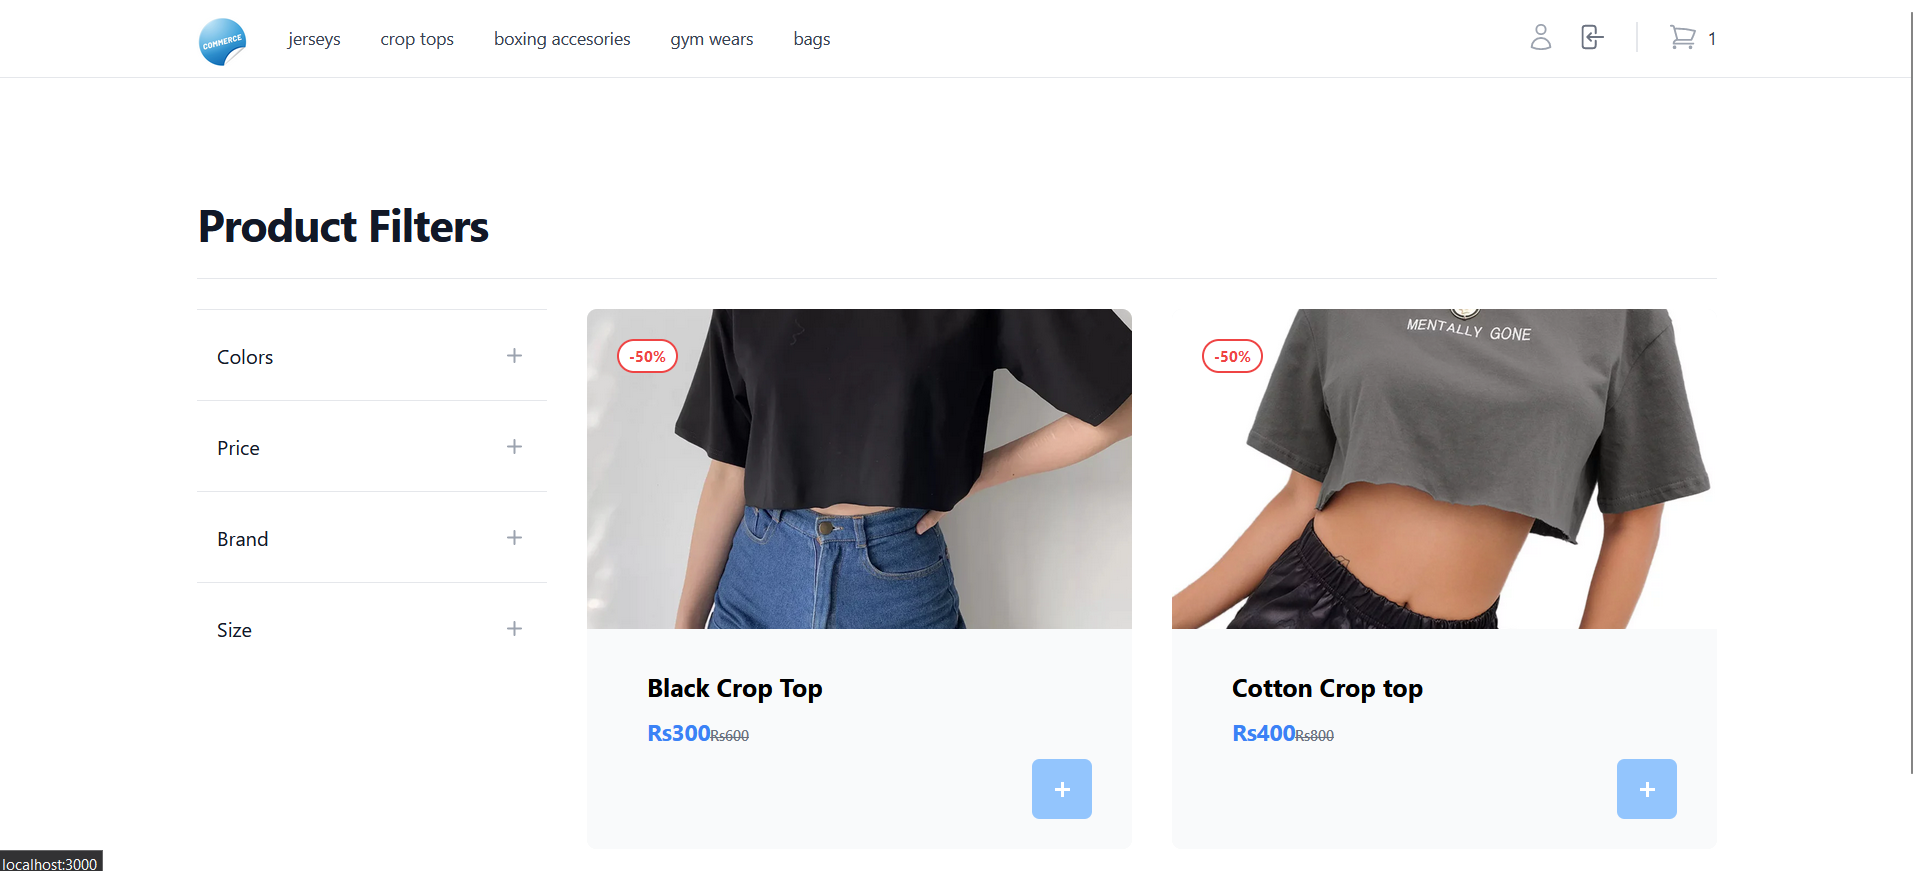 COMMERCE
jerseys crop tops boxing accesories gym wears bags 1
Product Filters
Colors
Price
Brand
Size
-50%
Black Crop Top
Rs300 Rs600
+
-50%
MENTALLY GONE
Cotton Crop top
Rs400 Rs800
+
localhost:3000